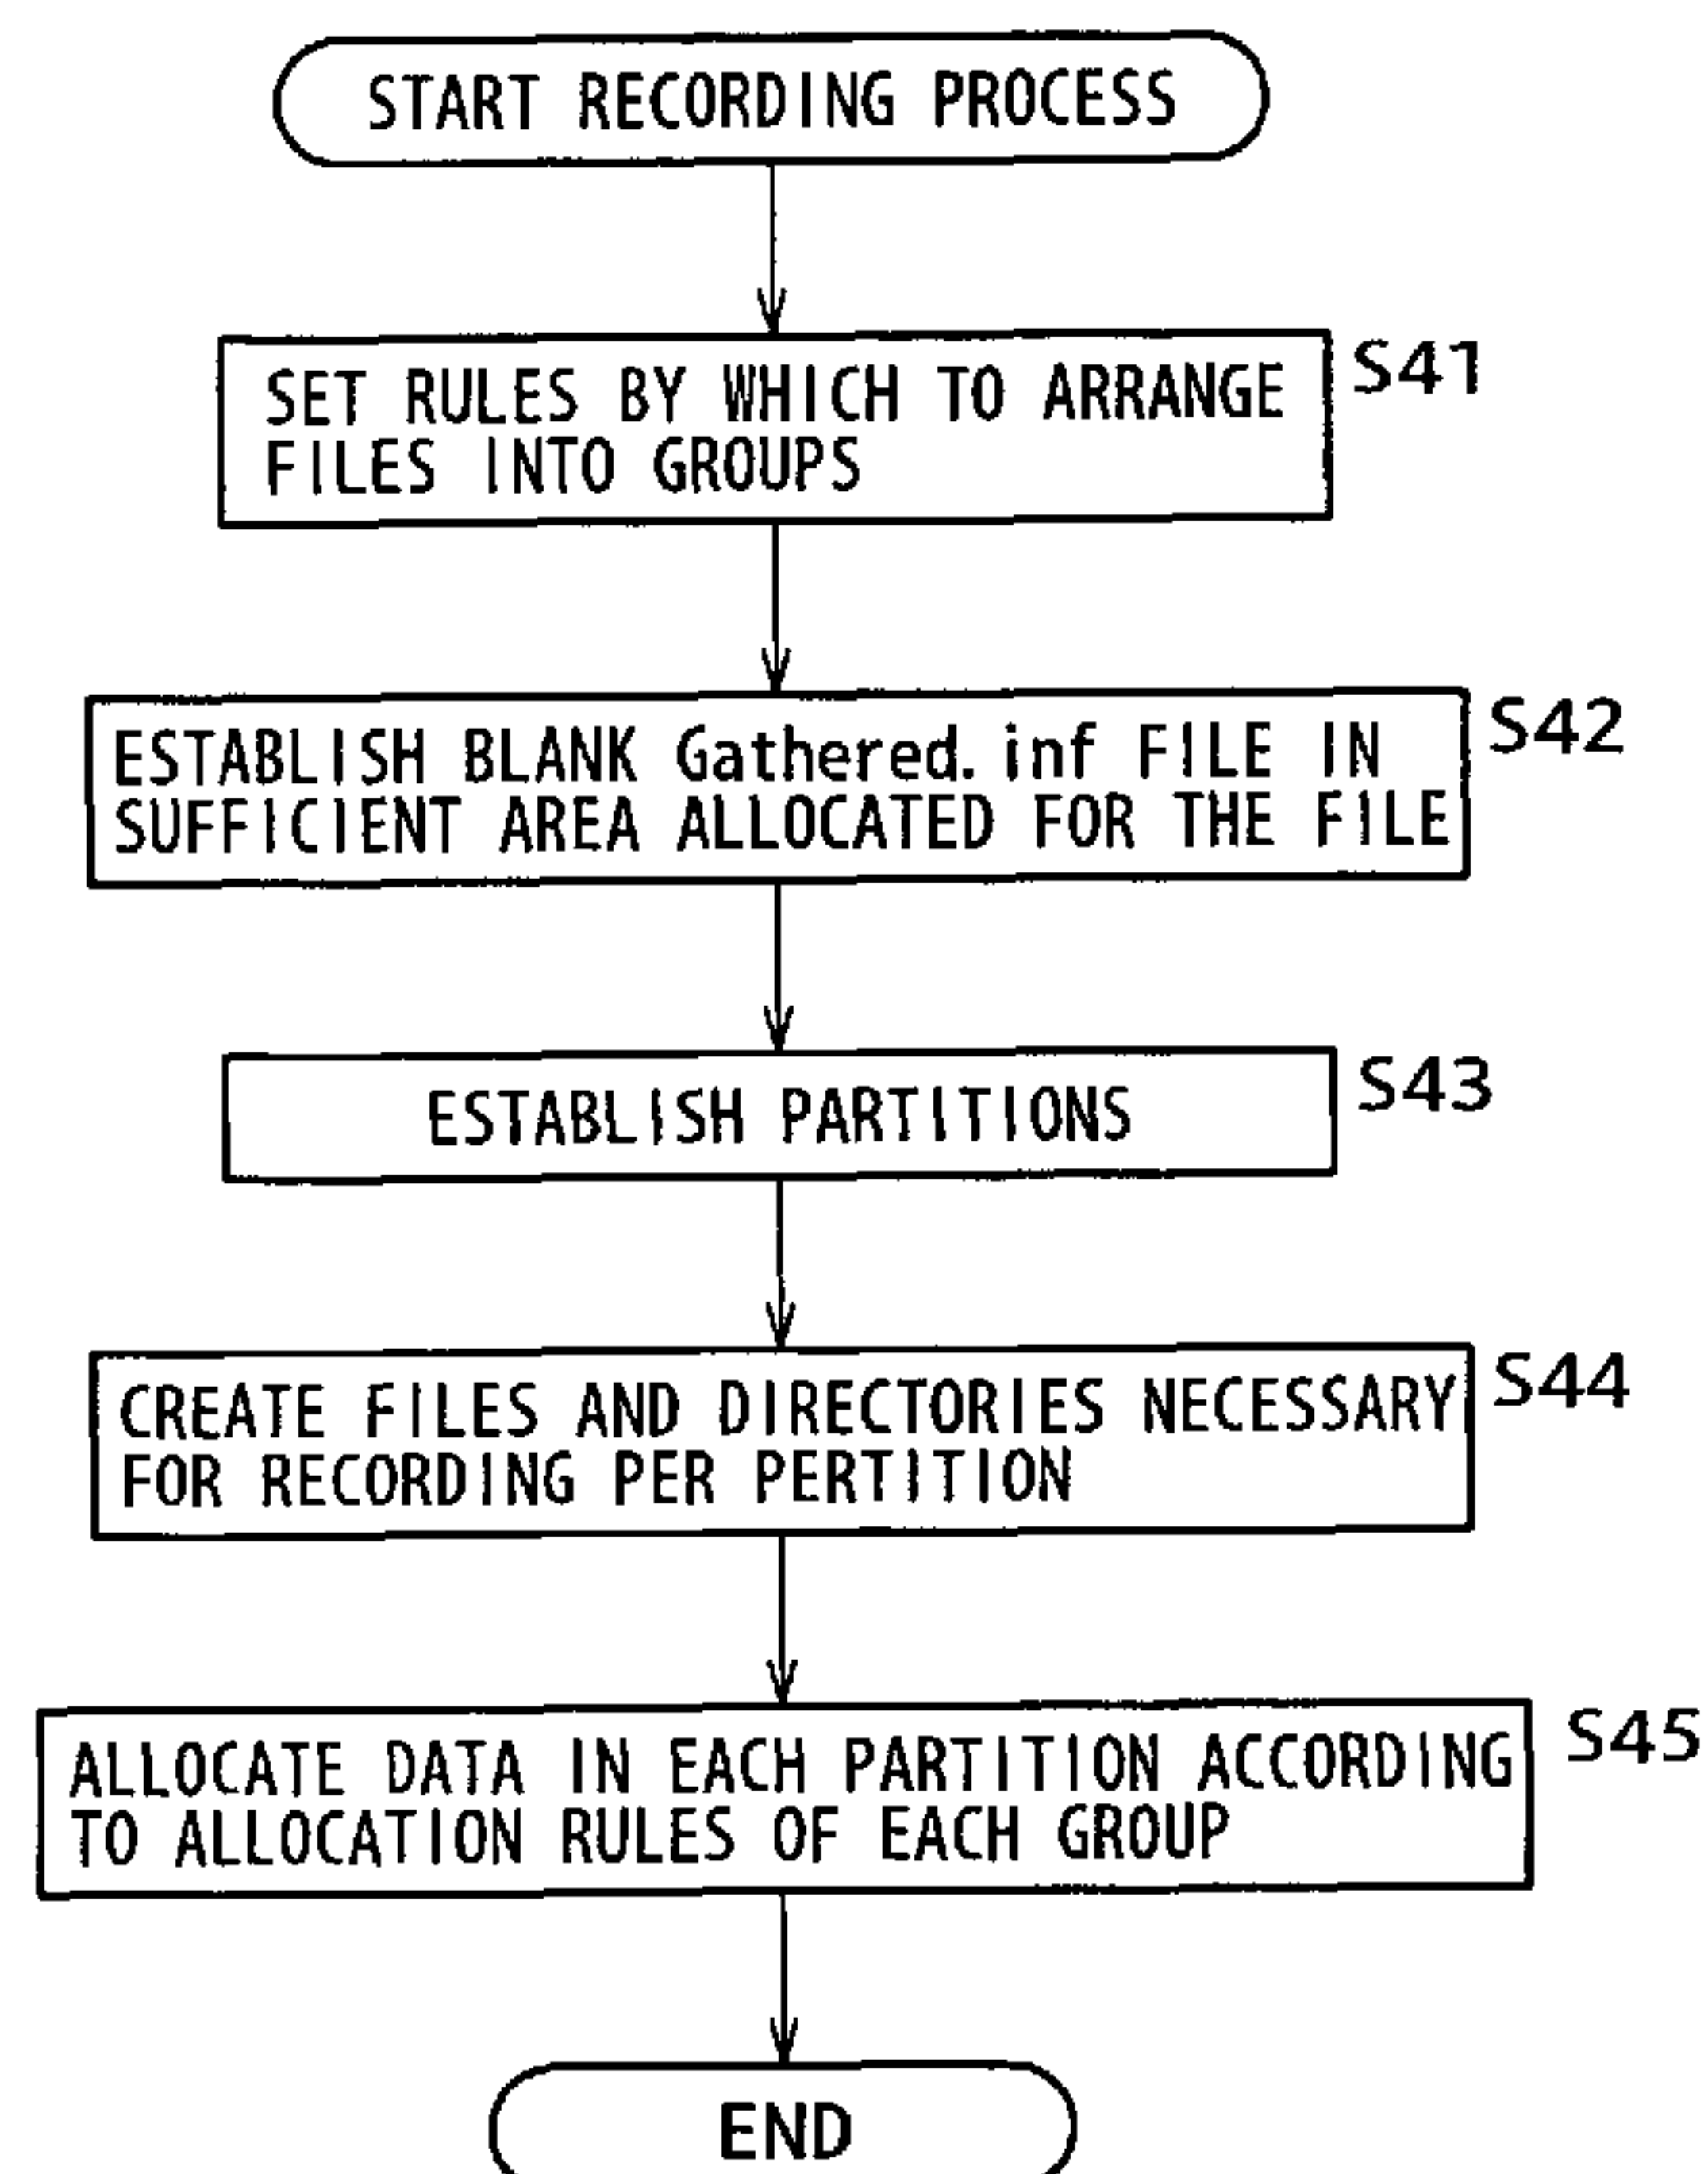 START RECORDING PROCESS
SET RULES BY WHICH TO ARRANGE
FILES INTO GROUPS
S41
ESTABLISH BLANK Gathered. inf FILE IN
SUFFICIENT AREA ALLOCATED FOR THE FILE
S42
ESTABLISH PARTITIONS
S43
CREATE FILES AND DIRECTORIES NECESSARY
FOR RECORDING PER PERTITION
S44
ALLOCATE DATA IN EACH PARTITION ACCORDING
TO ALLOCATION RULES OF EACH GROUP
S45
END